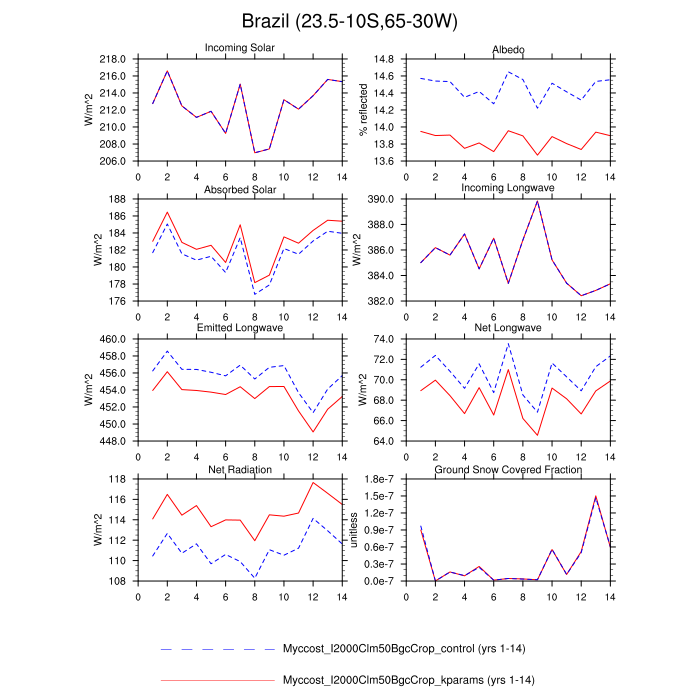 Brazil (23.5-10S,65-30W)
Incoming Solar
W/m^2
218.0
216.0
214.0
212.0
210.0
208.0
206.0
0 2 4 6 8 10 12 14
Albedo
% reflected
14.8
14.6
14.4
14.2
14.0
13.8
13.6
0 2 4 6 8 10 12 14
Absorbed Solar
W/m^2
188
186
184
182
180
178
176
0 2 4 6 8 10 12 14
Incoming Longwave
W/m^2
390.0
388.0
386.0
384.0
382.0
0 2 4 6 8 10 12 14
Emitted Longwave
W/m^2
460.0
458.0
456.0
454.0
452.0
450.0
448.0
0 2 4 6 8 10 12 14
Net Longwave
W/m^2
74.0
72.0
70.0
68.0
66.0
64.0
0 2 4 6 8 10 12 14
Net Radiation
W/m^2
118
116
114
112
110
108
0 2 4 6 8 10 12 14
Ground Snow Covered Fraction
unitless
1.8e-7
1.5e-7
1.2e-7
0.9e-7
0.6e-7
0.3e-7
0.0e-7
0 2 4 6 8 10 12 14
Myccost_I2000Clm50BgcCrop_control (yrs 1-14)
Myccost_I2000Clm50BgcCrop_kparams (yrs 1-14)